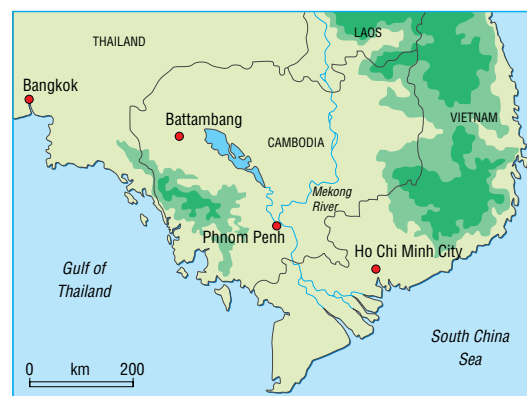 THAILAND
LAOS
Bangkok
Battambang
VIETNAM
CAMBODIA
Mekong
River
Phnom Penh
Ho Chi Minh City
Gulf of
Thailand
South China
Sea
0 km 200